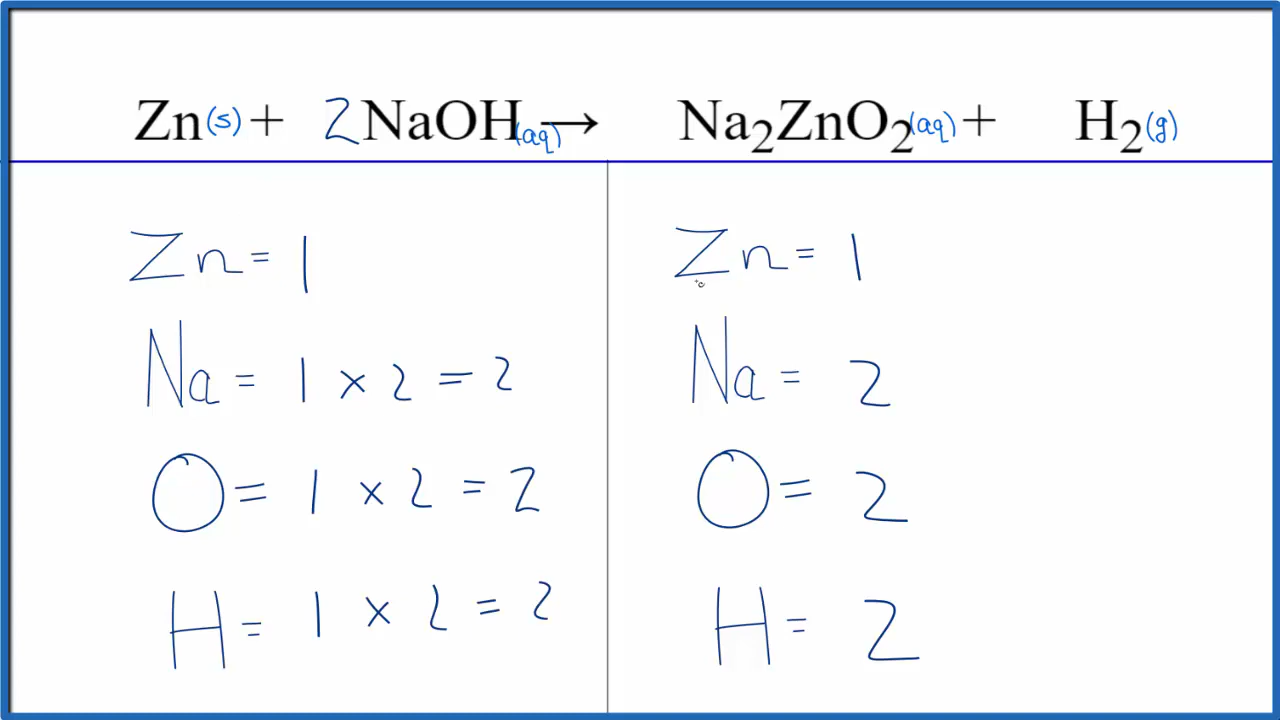 Zn(s) + 2NaOH(aq) → Na₂ZnO₂(aq) + H₂(g)
Zn = 1
Zn = 1
Na = 1 × 2 = 2
Na = 2
O = 1 × 2 = 2
O = 2
H = 1 × 2 = 2
H = 2